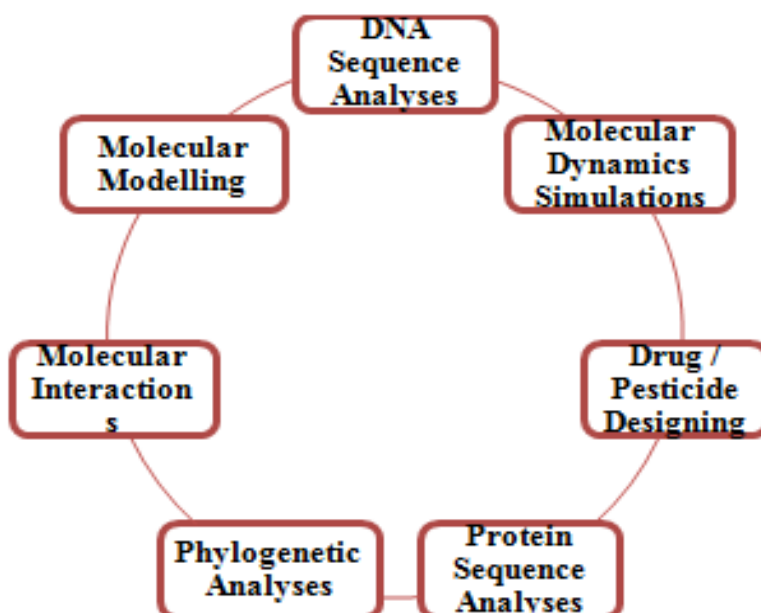 DNA
Sequence
Analyses
Molecular
Dynamics
Simulations
Drug /
Pesticide
Designing
Protein
Sequence
Analyses
Phylogenetic
Analyses
Molecular
Interaction
s
Molecular
Modelling